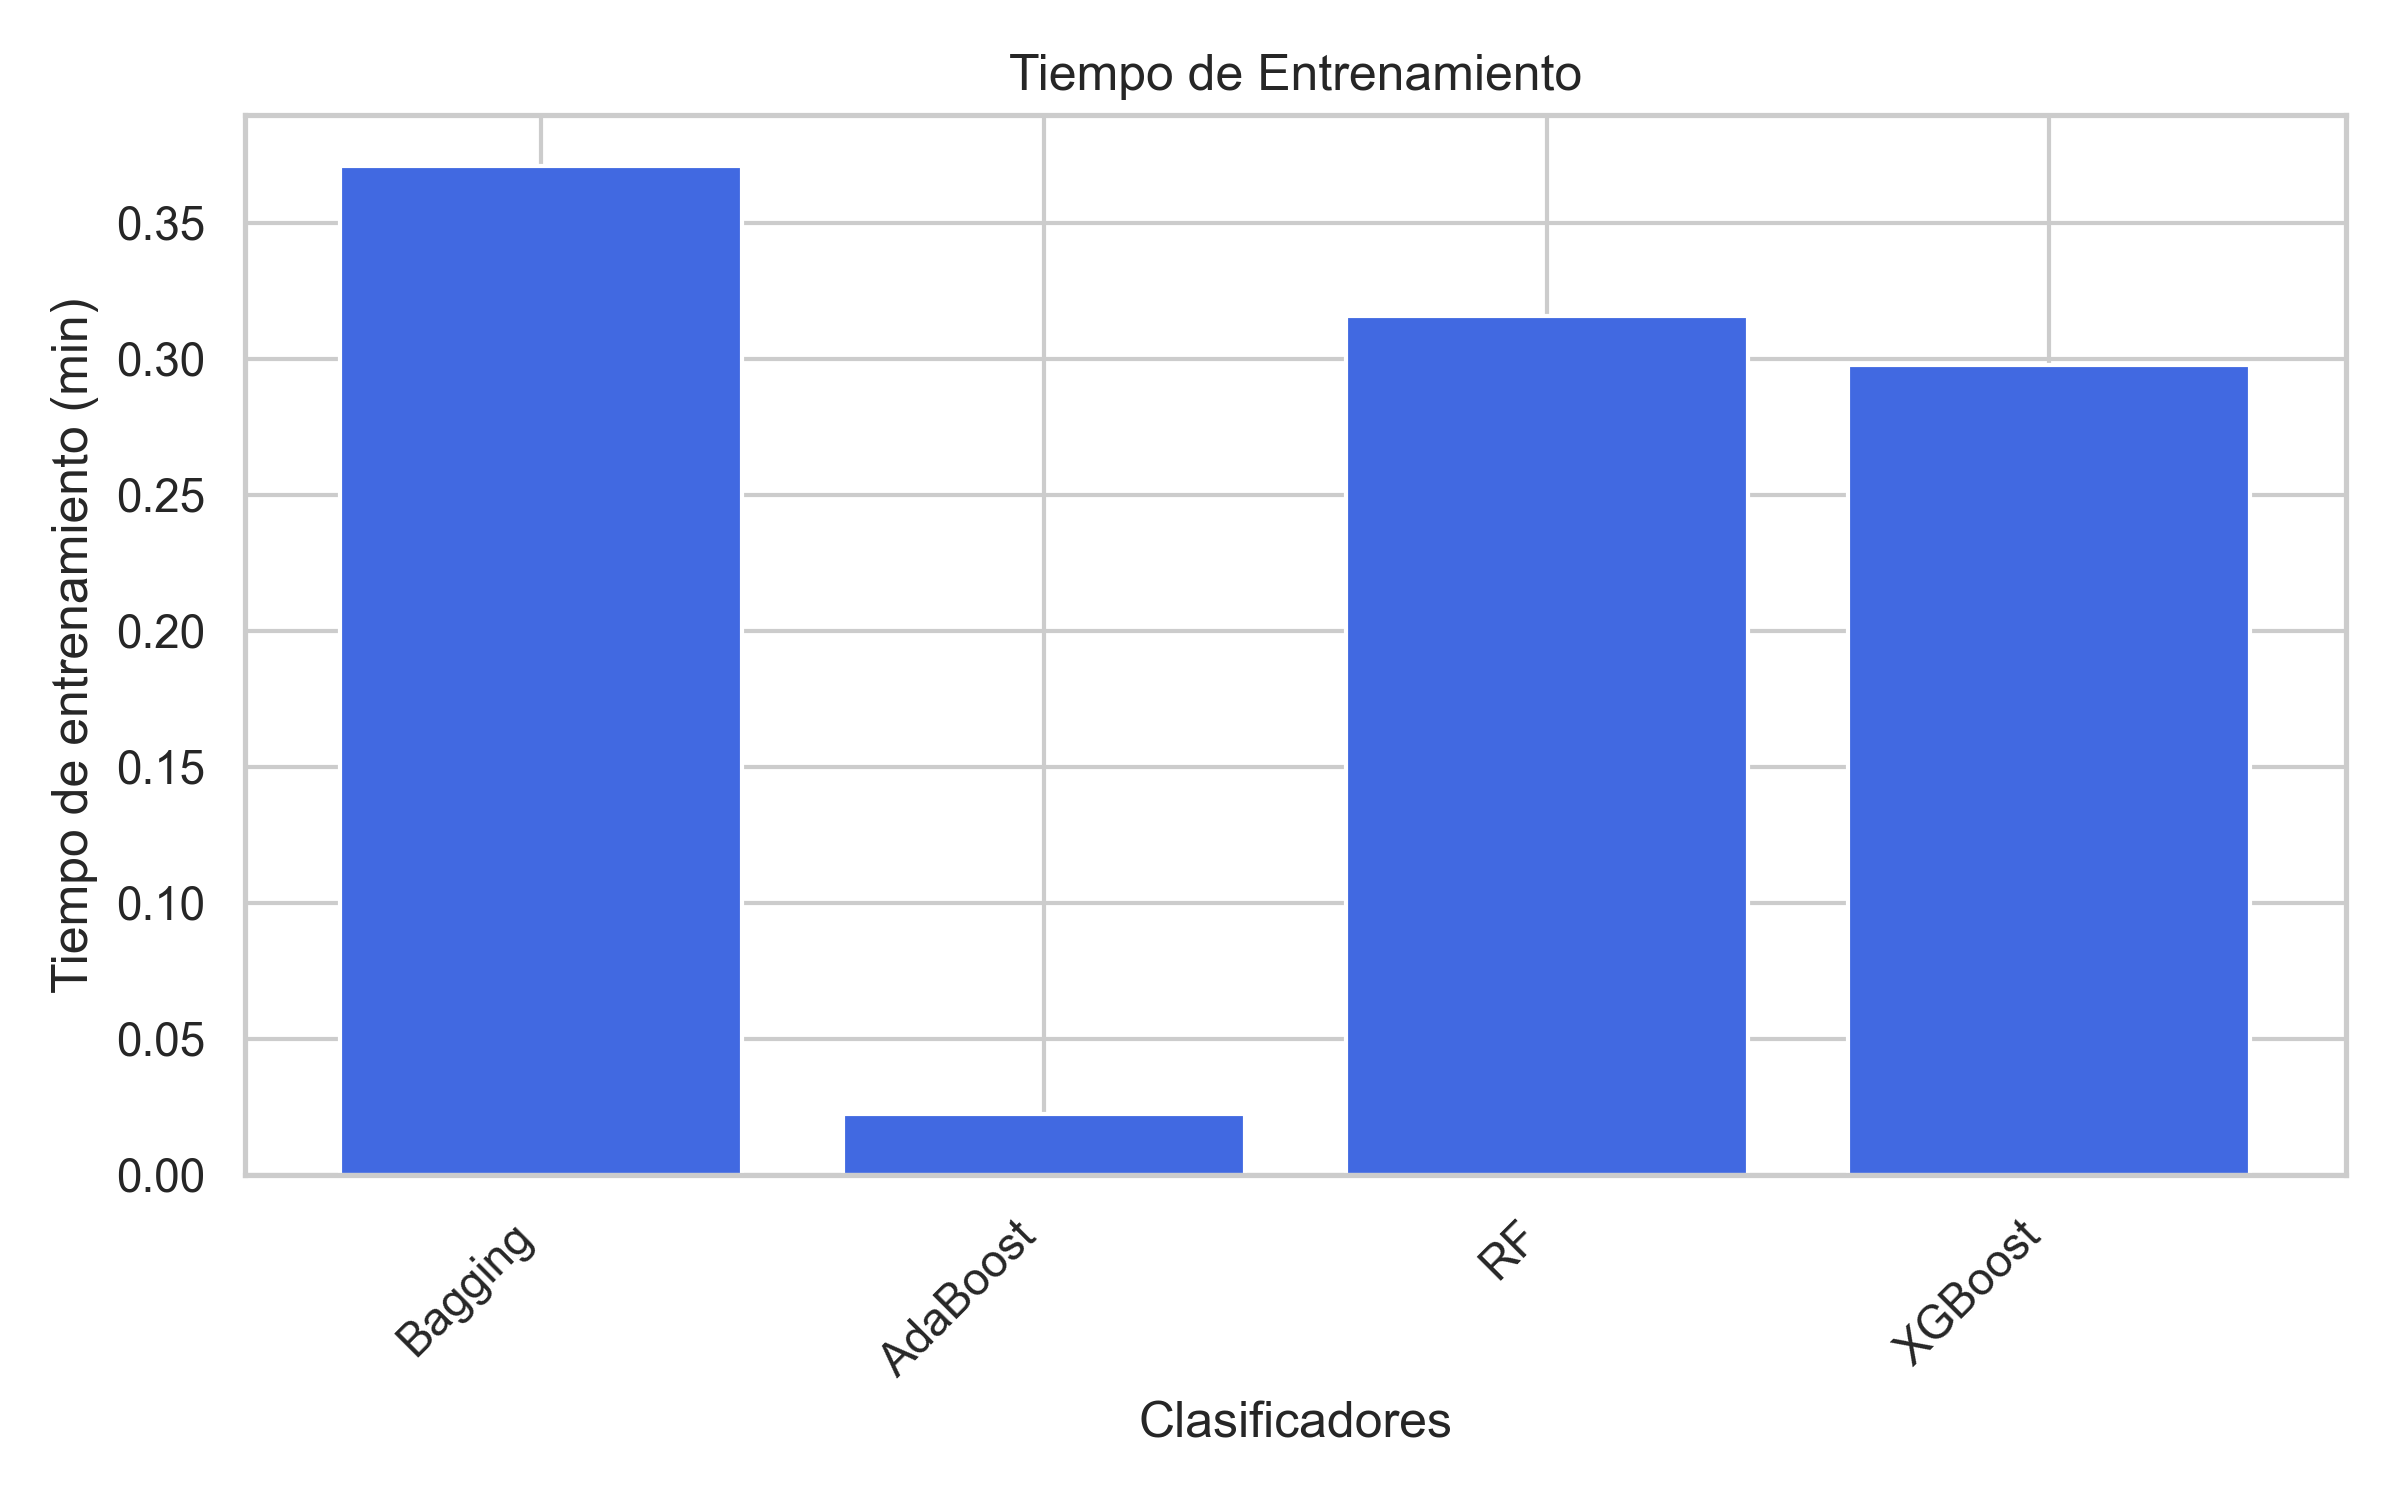 Tiempo de Entrenamiento
Tiempo de entrenamiento (min)
0.35
0.30
0.25
0.20
0.15
0.10
0.05
0.00
Bagging
AdaBoost
RF
XGBoost
Clasificadores